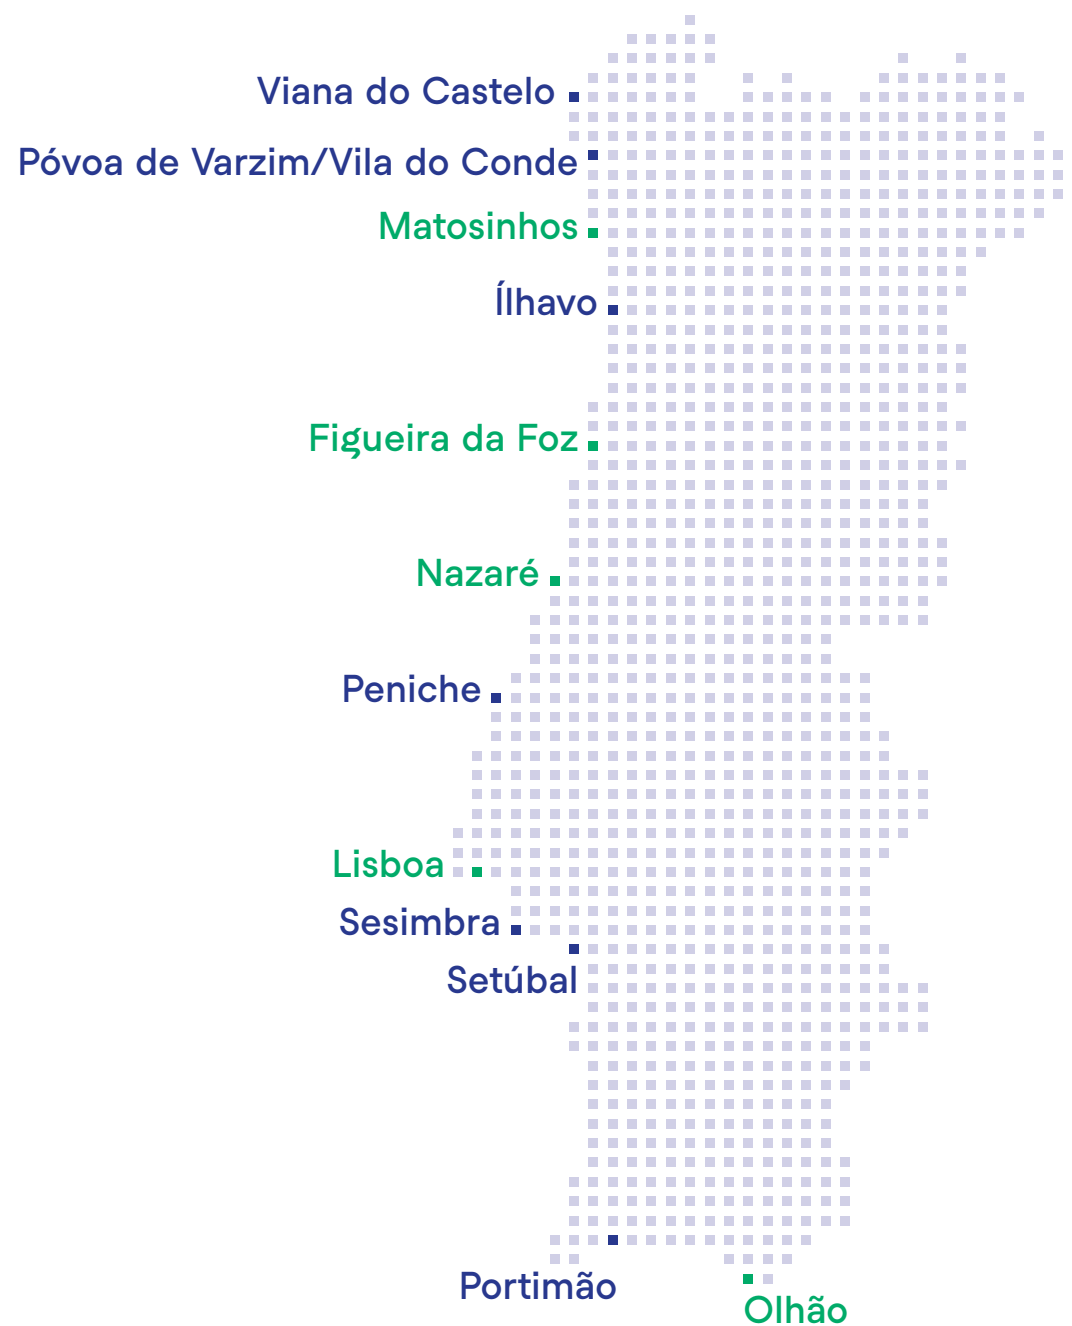 Viana do Castelo
Póvoa de Varzim/Vila do Conde
Matosinhos
Ílhavo
Figueira da Foz
Nazaré
Peniche
Lisboa
Sesimbra
Setúbal
Portimão
Olhão